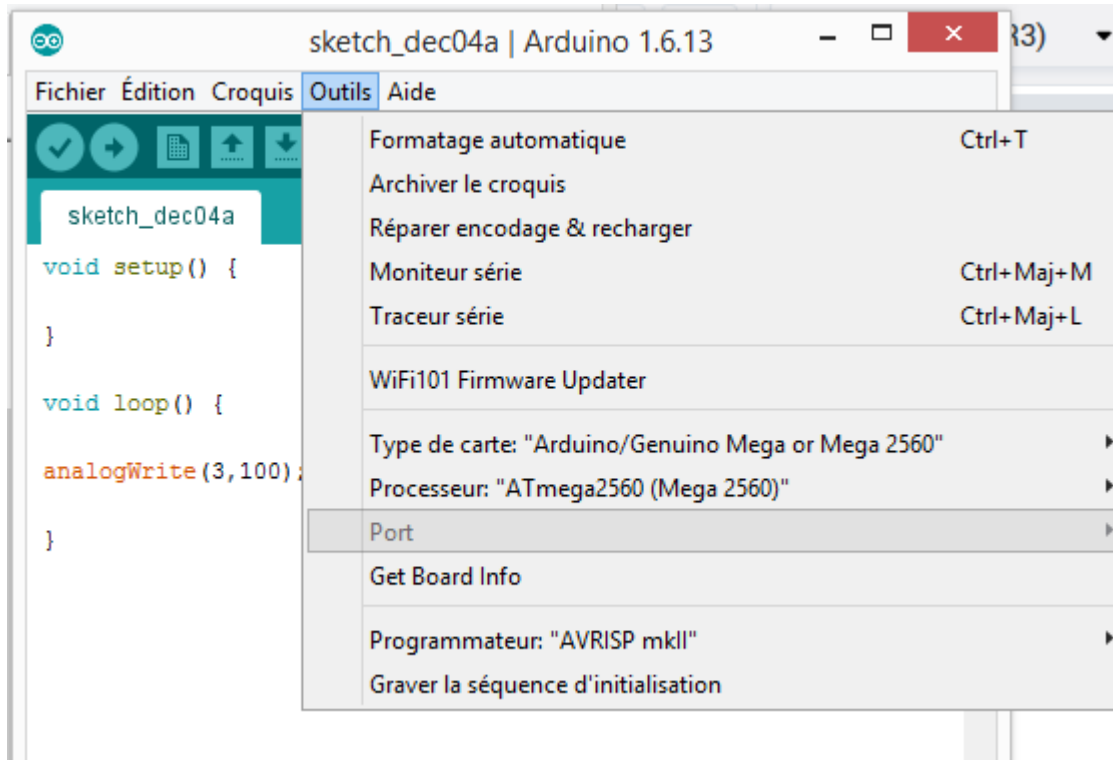 sketch_dec04a | Arduino 1.6.13
R3)
Fichier Édition Croquis Outils Aide
Formatage automatique Ctrl+T
Archiver le croquis
Réparer encodage & recharger
Moniteur série Ctrl+Maj+M
Traceur série Ctrl+Maj+L
WiFi101 Firmware Updater
Type de carte: "Arduino/Genuino Mega or Mega 2560"
Processeur: "ATmega2560 (Mega 2560)"
Port
Get Board Info
Programmateur: "AVRISP mkII"
Graver la séquence d'initialisation
sketch_dec04a
void setup() {
}
void loop() {
analogWrite(3,100);
}